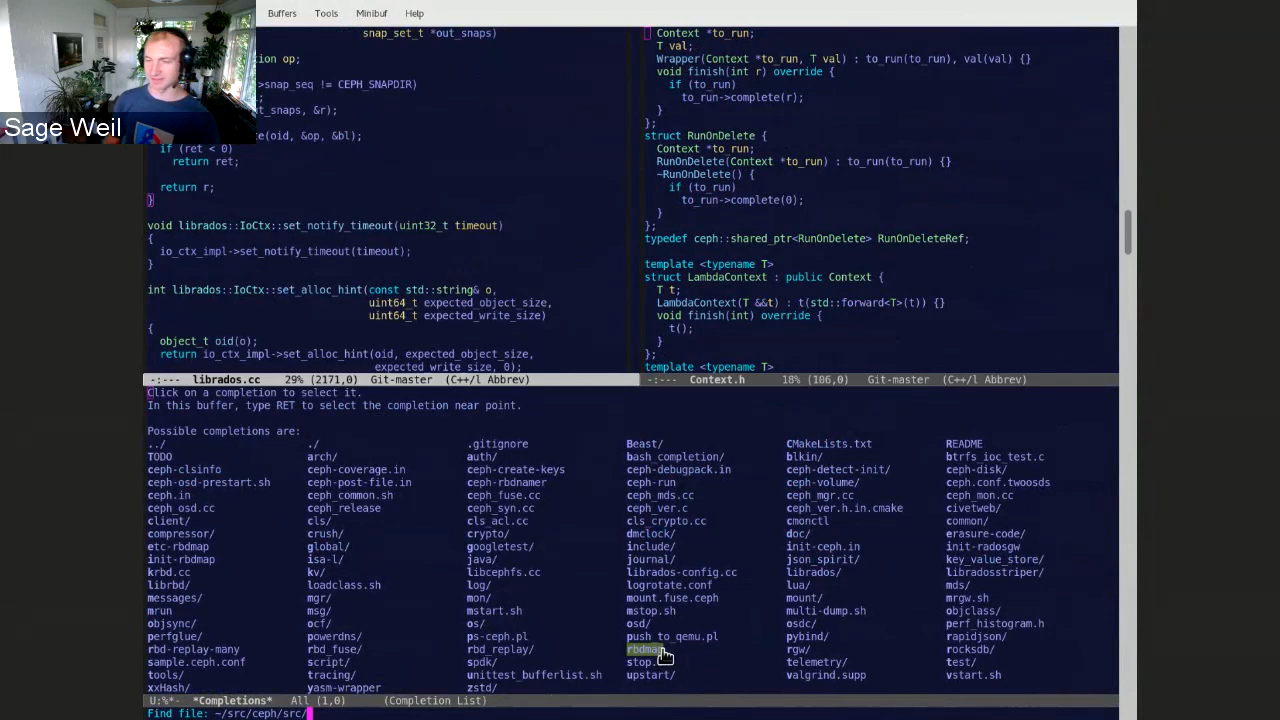 Buffers Tools Minibuf Help
Sage Weil
snap_set_t *out_snaps)
ction op;
>snap_seq != CEPH_SNAPDIR)
t_snaps, &r);
te(oid, &op, &bl);
if (ret < 0)
return ret;
return r;
}
void librados::IoCtx::set_notify_timeout(uint32_t timeout)
{
io_ctx_impl->set_notify_timeout(timeout);
}
int librados::IoCtx::set_alloc_hint(const std::string& o,
uint64_t expected_object_size,
uint64_t expected_write_size)
{
object_t oid(o);
return io_ctx_impl->set_alloc_hint(oid, expected_object_size,
expected_write_size, 0);
-:--- librados.cc 29% (2171,0) Git-master (C++/l Abbrev)
Context *to_run;
T val;
Wrapper(Context *to_run, T val) : to_run(to_run), val(val) {}
void finish(int r) override {
if (to_run)
to_run->complete(r);
}
};
struct RunOnDelete {
Context *to_run;
RunOnDelete(Context *to_run) : to_run(to_run) {}
~RunOnDelete() {
if (to_run)
to_run->complete(0);
}
};
typedef ceph::shared_ptr<RunOnDelete> RunOnDeleteRef;
template <typename T>
struct LambdaContext : public Context {
T t;
LambdaContext(T &&t) : t(std::forward<T>(t)) {}
void finish(int) override {
t();
}
};
template <typename T>
-:--- Context.h 18% (106,0) Git-master (C++/l Abbrev)
Click on a completion to select it.
In this buffer, type RET to select the completion near point.
Possible completions are:
../ ./ .gitignore Beast/ CMakeLists.txt README
TODO arch/ auth/ bash_completion/ blkin/ btrfs_ioc_test.c
ceph-clsinfo ceph-coverage.in ceph-create-keys ceph-debugpack.in ceph-detect-init/ ceph-disk/
ceph-osd-prestart.sh ceph-post-file.in ceph-rbdnamer ceph-run ceph-volume/ ceph.conf.twoosds
ceph.in ceph_common.sh ceph_fuse.cc ceph_mds.cc ceph_mgr.cc ceph_mon.cc
ceph_osd.cc ceph_release ceph_syn.cc ceph_ver.c ceph_ver.h.in.cmake civetweb/
client/ cls/ cls_acl.cc cls_crypto.cc cmonctl common/
compressor/ crush/ crypto/ dmclock/ doc/ erasure-code/
etc-rbdmap global/ googletest/ include/ init-ceph.in init-radosgw
init-rbdmap isa-l/ java/ journal/ json_spirit/ key_value_store/
krbd.cc kv/ libcephfs.cc librados-config.cc librados/ libradosstriper/
librbd/ loadclass.sh log/ logrotate.conf lua/ mds/
messages/ mgr/ mon/ mount.fuse.ceph mount/ mrgw.sh
mrun msg/ mstart.sh mstop.sh multi-dump.sh objclass/
objsync/ ocf/ os/ osd/ osdc/ perf_histogram.h
perfglue/ powerdns/ ps-ceph.pl push_to_qemu.pl pybind/ rapidjson/
rbd-replay-many rbd_fuse/ rbd_replay/ rbdmap rgw/ rocksdb/
sample.ceph.conf script/ spdk/ stop. telemetry/ test/
tools/ tracing/ unittest_bufferlist.sh upstart/ valgrind.supp vstart.sh
xxHash/ yasm-wrapper zstd/
U:%*- *Completions* All (1,0) (Completion List)
Find file: ~/src/ceph/src/